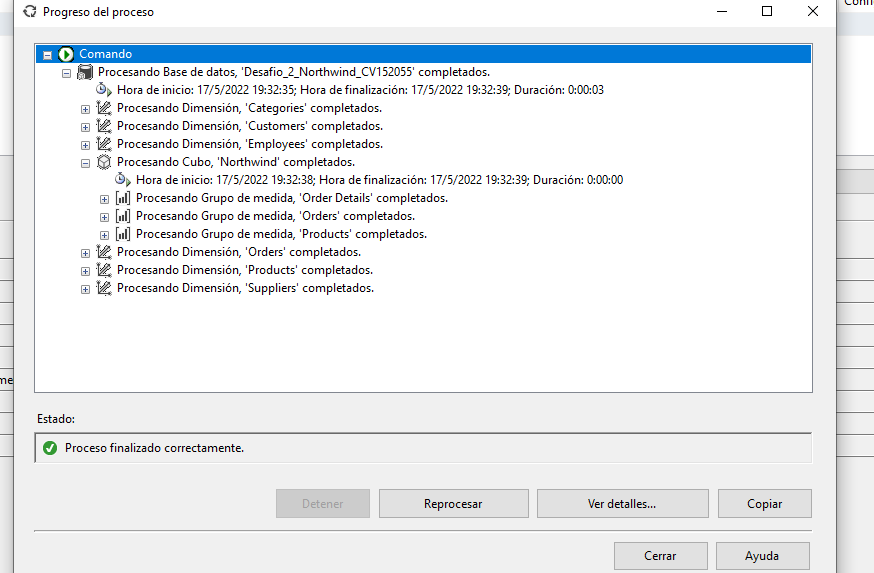 Progreso del proceso
Comando
Procesando Base de datos, 'Desafio_2_Northwind_CV152055' completados.
Hora de inicio: 17/5/2022 19:32:35; Hora de finalización: 17/5/2022 19:32:39; Duración: 0:00:03
Procesando Dimensión, 'Categories' completados.
Procesando Dimensión, 'Customers' completados.
Procesando Dimensión, 'Employees' completados.
Procesando Cubo, 'Northwind' completados.
Hora de inicio: 17/5/2022 19:32:38; Hora de finalización: 17/5/2022 19:32:39; Duración: 0:00:00
Procesando Grupo de medida, 'Order Details' completados.
Procesando Grupo de medida, 'Orders' completados.
Procesando Grupo de medida, 'Products' completados.
Procesando Dimensión, 'Orders' completados.
Procesando Dimensión, 'Products' completados.
Procesando Dimensión, 'Suppliers' completados.
Estado:
Proceso finalizado correctamente.
Detener Reprocesar Ver detalles... Copiar
Cerrar Ayuda